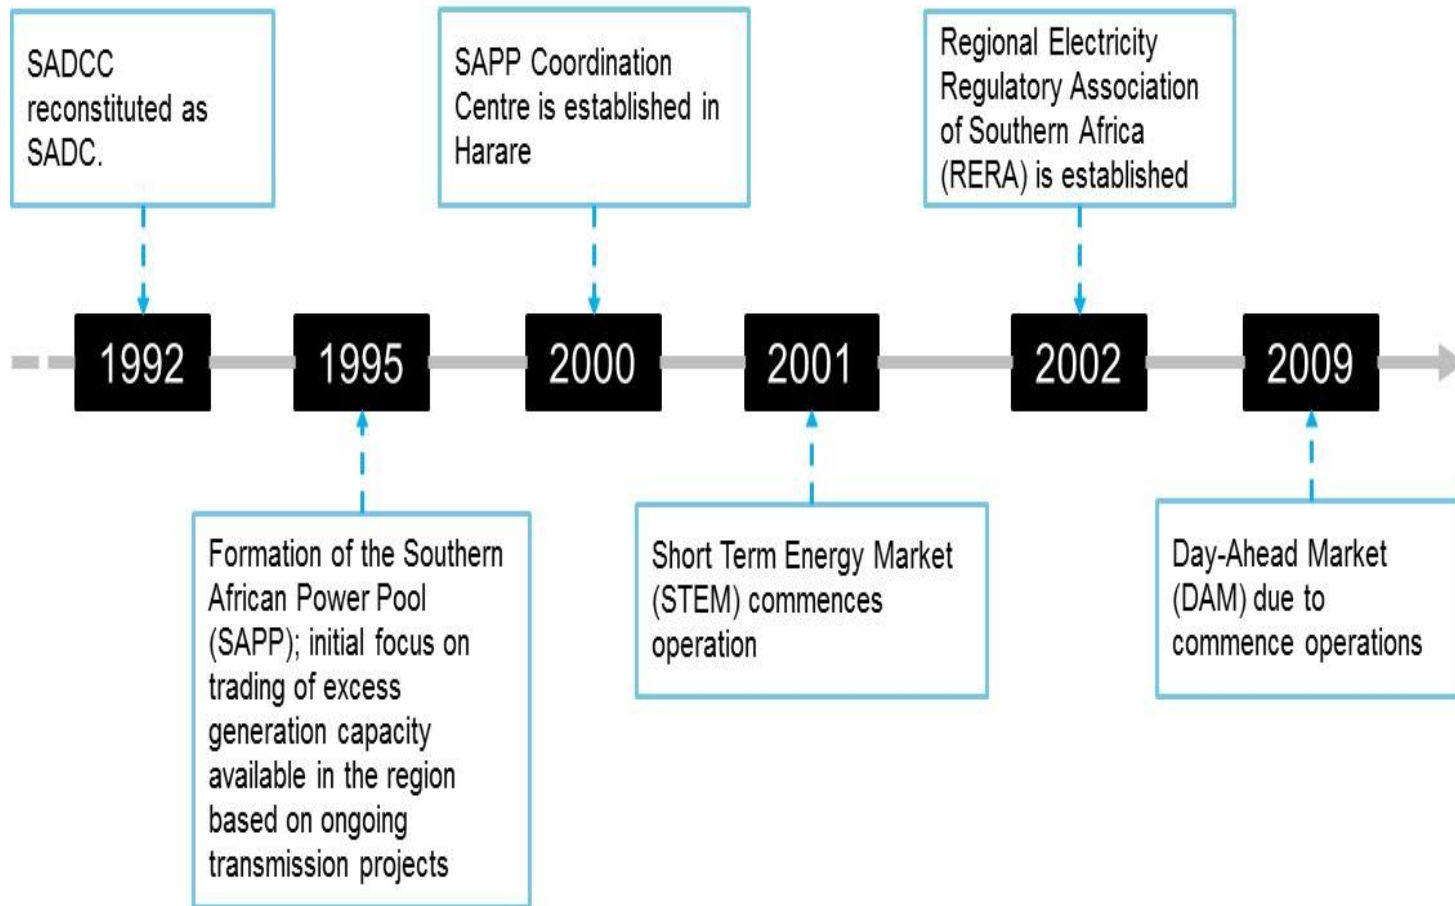 SADCC
reconstituted as
SADC.
SAPP Coordination
Centre is established in
Harare
Regional Electricity
Regulatory Association
of Southern Africa
(RERA) is established
1992
1995
2000
2001
2002
2009
Formation of the Southern
African Power Pool
(SAPP); initial focus on
trading of excess
generation capacity
available in the region
based on ongoing
transmission projects
Short Term Energy Market
(STEM) commences
operation
Day-Ahead Market
(DAM) due to
commence operations